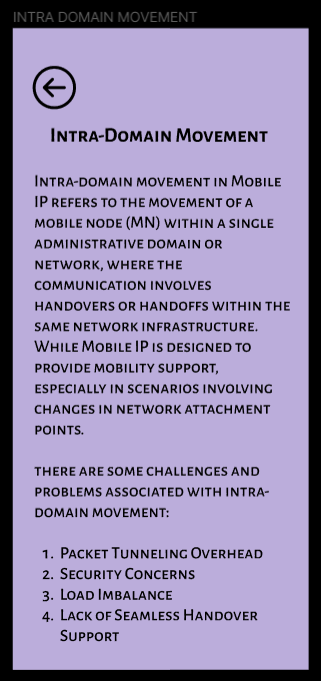 INTRA DOMAIN MOVEMENT
Intra-Domain Movement
Intra-domain movement in Mobile
IP refers to the movement of a
mobile node (MN) within a single
administrative domain or
network, where the
communication involves
handovers or handoffs within the
same network infrastructure.
While Mobile IP is designed to
provide mobility support,
especially in scenarios involving
changes in network attachment
points.
there are some challenges and
problems associated with intra-
domain movement:
1. Packet Tunneling Overhead
2. Security Concerns
3. Load Imbalance
4. Lack of Seamless Handover
Support